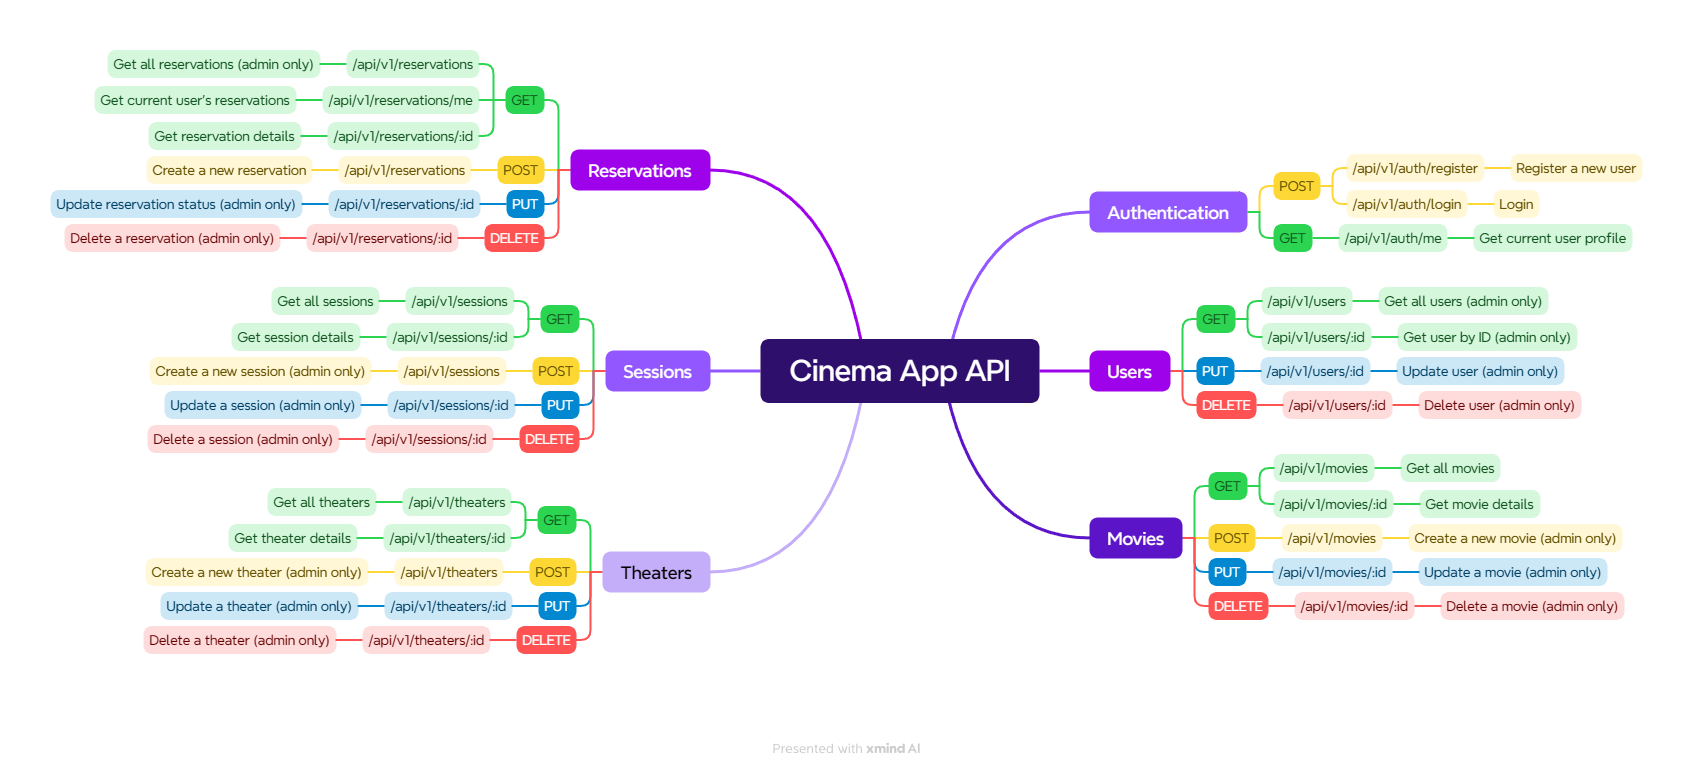 Cinema App API
Authentication
POST
/api/v1/auth/register
Register a new user
/api/v1/auth/login
Login
GET
/api/v1/auth/me
Get current user profile
Users
GET
/api/v1/users
Get all users (admin only)
/api/v1/users/:id
Get user by ID (admin only)
PUT
/api/v1/users/:id
Update user (admin only)
DELETE
/api/v1/users/:id
Delete user (admin only)
Movies
GET
/api/v1/movies
Get all movies
/api/v1/movies/:id
Get movie details
POST
/api/v1/movies
Create a new movie (admin only)
PUT
/api/v1/movies/:id
Update a movie (admin only)
DELETE
/api/v1/movies/:id
Delete a movie (admin only)
Reservations
GET
/api/v1/reservations
Get all reservations (admin only)
/api/v1/reservations/me
Get current user's reservations
/api/v1/reservations/:id
Get reservation details
POST
/api/v1/reservations
Create a new reservation
PUT
/api/v1/reservations/:id
Update reservation status (admin only)
DELETE
/api/v1/reservations/:id
Delete a reservation (admin only)
Sessions
GET
/api/v1/sessions
Get all sessions
/api/v1/sessions/:id
Get session details
POST
/api/v1/sessions
Create a new session (admin only)
PUT
/api/v1/sessions/:id
Update a session (admin only)
DELETE
/api/v1/sessions/:id
Delete a session (admin only)
Theaters
GET
/api/v1/theaters
Get all theaters
/api/v1/theaters/:id
Get theater details
POST
/api/v1/theaters
Create a new theater (admin only)
PUT
/api/v1/theaters/:id
Update a theater (admin only)
DELETE
/api/v1/theaters/:id
Delete a theater (admin only)
Presented with xmind AI